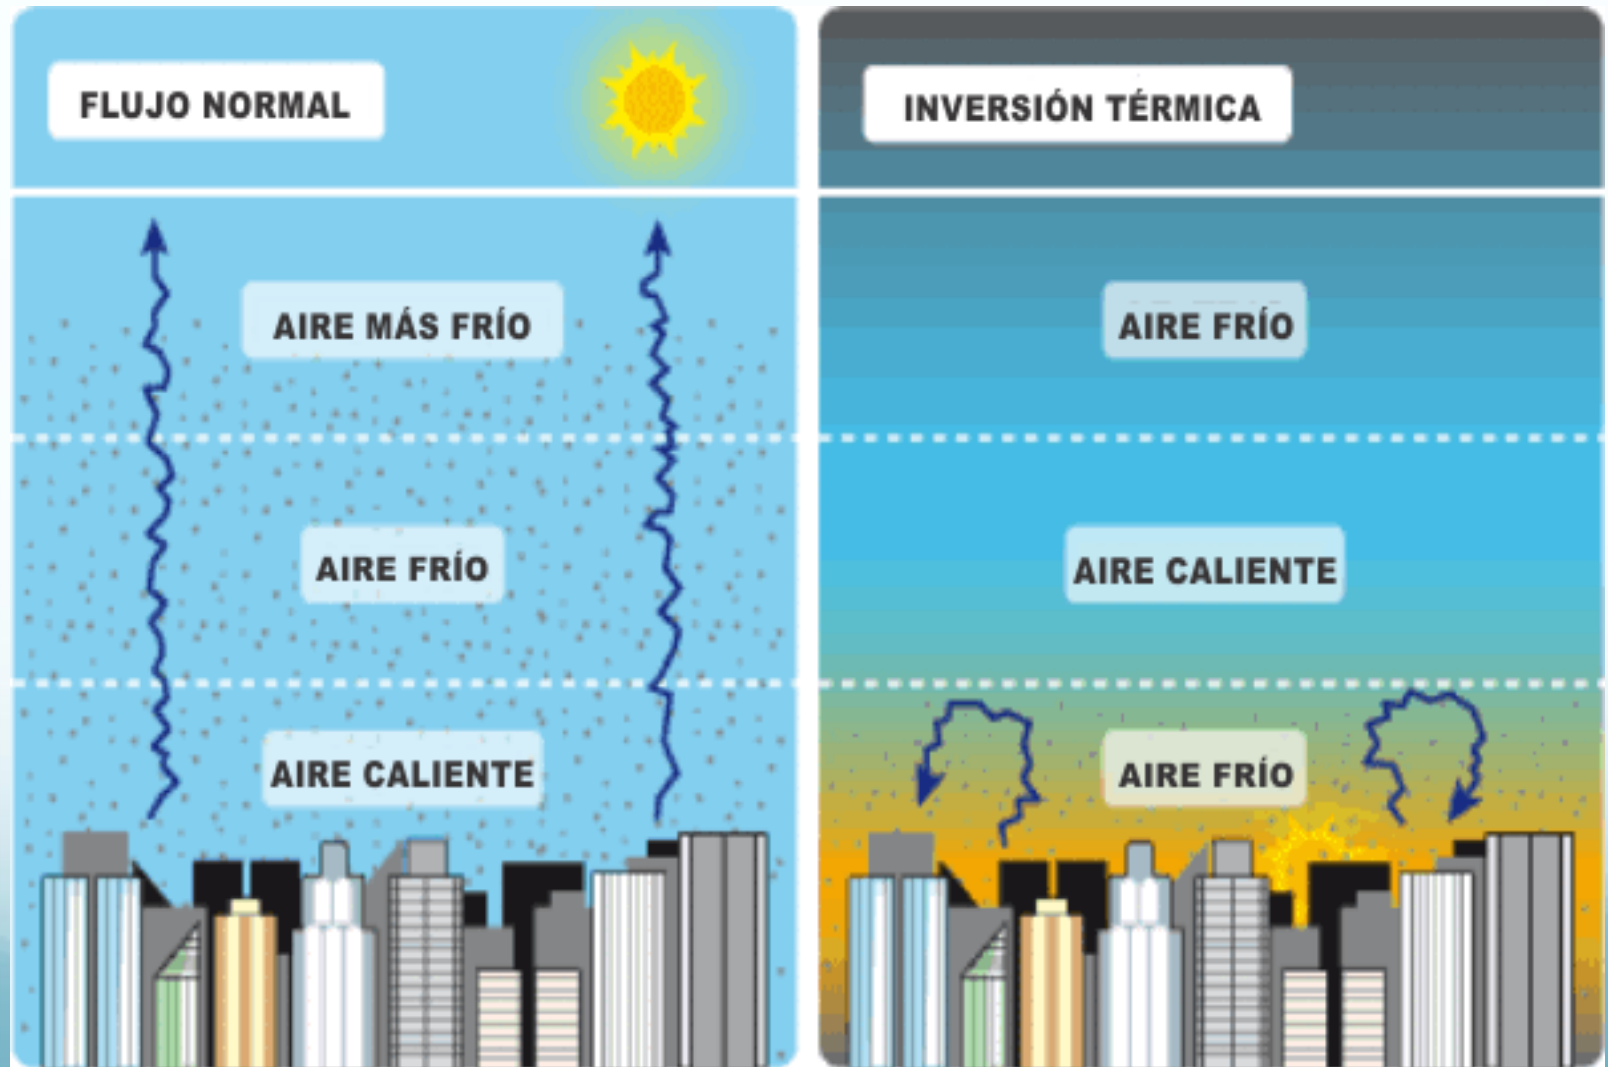 FLUJO NORMAL
AIRE MÁS FRÍO
AIRE FRÍO
AIRE CALIENTE
INVERSIÓN TÉRMICA
AIRE FRÍO
AIRE CALIENTE
AIRE FRÍO